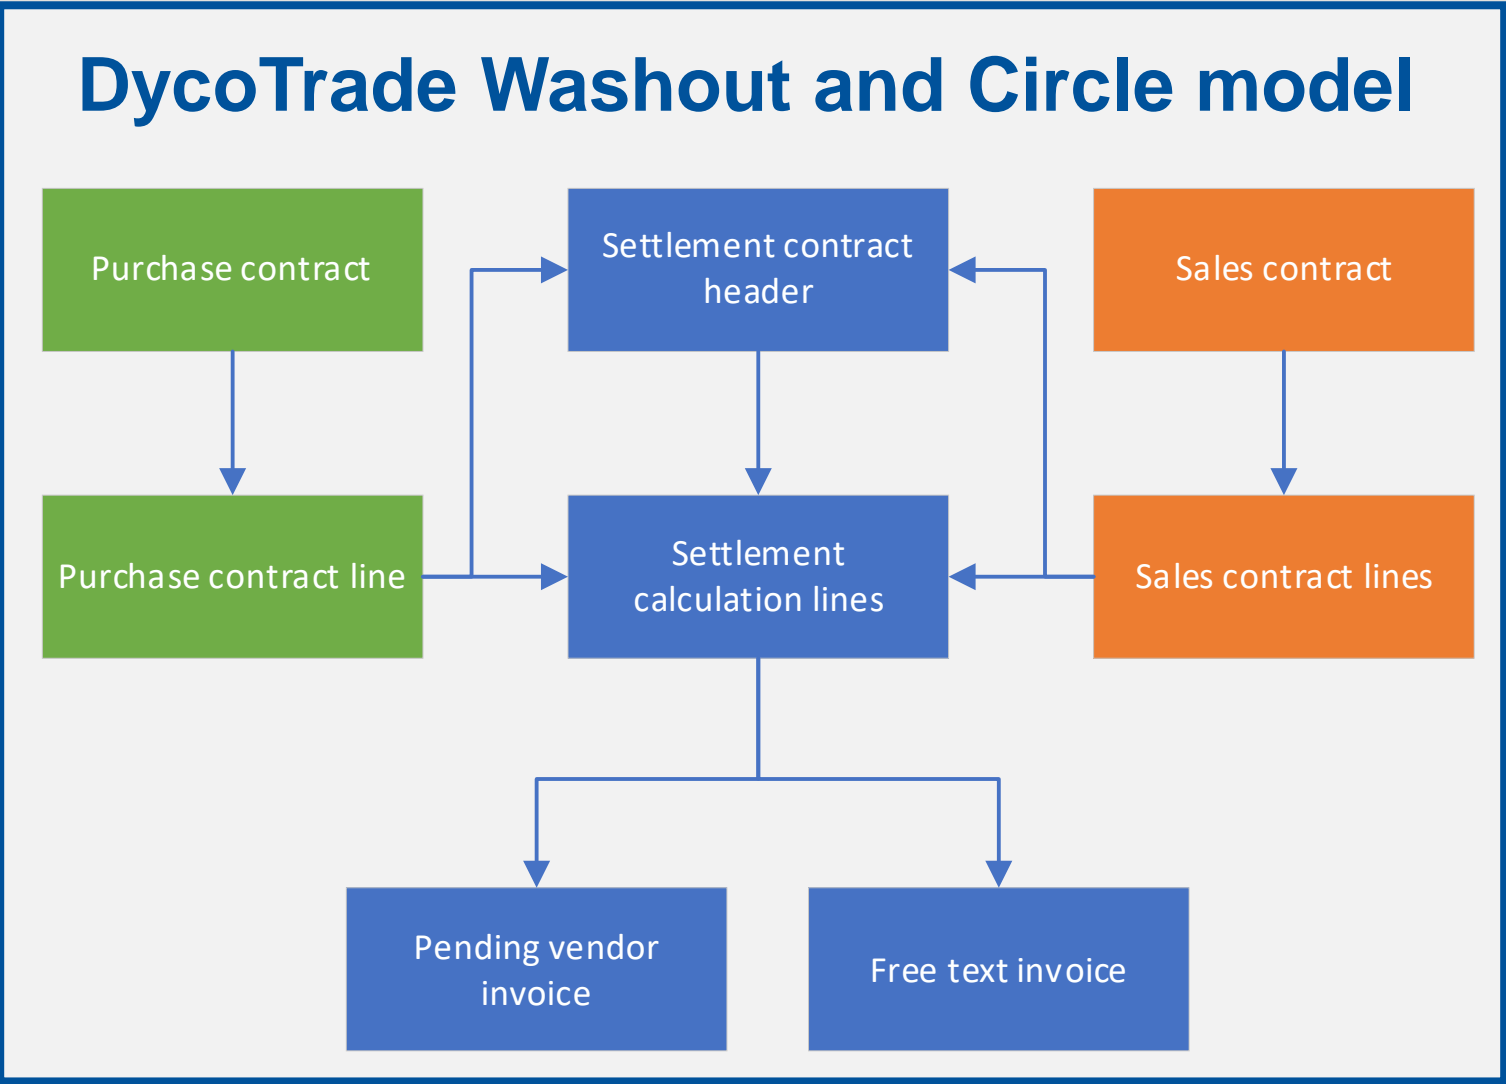 DycoTrade Washout and Circle model
Purchase contract
Settlement contract
header
Sales contract
Purchase contract line
Settlement
calculation lines
Sales contract lines
Pending vendor
invoice
Free text invoice